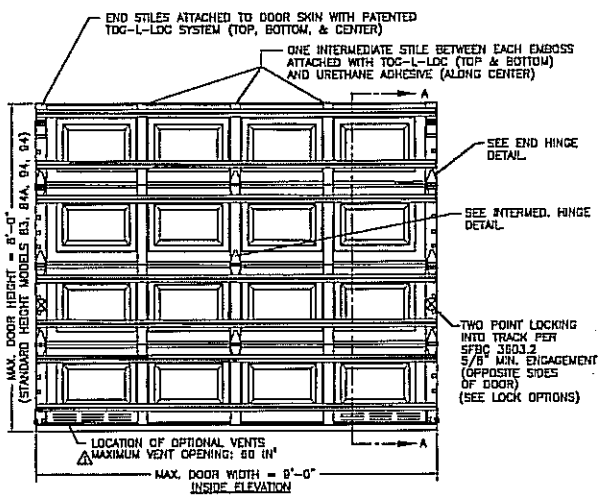 END STILES ATTACHED TO DOOR SKIN WITH PATENTED
TOG-L-LOC SYSTEM (TOP, BOTTOM, & CENTER)
ONE INTERMEDIATE STILE BETWEEN EACH EMBOSS
ATTACHED WITH TOG-L-LOC (TOP & BOTTOM)
AND URETHANE ADHESIVE (ALONG CENTER)
A
SEE END HINGE
DETAIL.
SEE INTERMED. HINGE
DETAIL.
MAX. DOOR HEIGHT = 8'-0"
(STANDARD HEIGHT MODELS 83, 84A, 94, 94)
TWO POINT LOCKING
INTO TRACK PER
SFBC 3603.2
5/8" MIN. ENGAGEMENT
(OPPOSITE SIDES
OF DOOR)
(SEE LOCK OPTIONS)
LOCATION OF OPTIONAL VENTS
MAXIMUM VENT OPENING: 60 IN²
A
MAX. DOOR WIDTH = 9'-0"
INSIDE ELEVATION